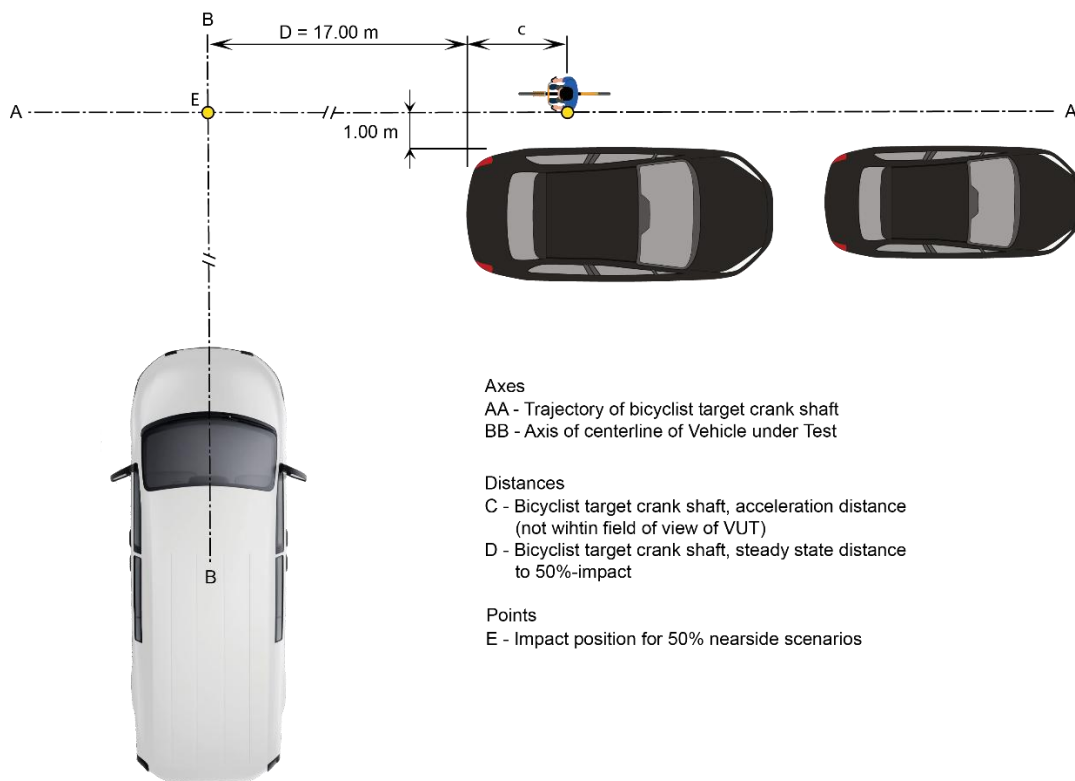 B
D = 17.00 m
c
E
A
A
1.00 m
B
Axes
AA - Trajectory of bicyclist target crank shaft
BB - Axis of centerline of Vehicle under Test
Distances
C - Bicyclist target crank shaft, acceleration distance
(not wihtin field of view of VUT)
D - Bicyclist target crank shaft, steady state distance
to 50%-impact
Points
E - Impact position for 50% nearside scenarios